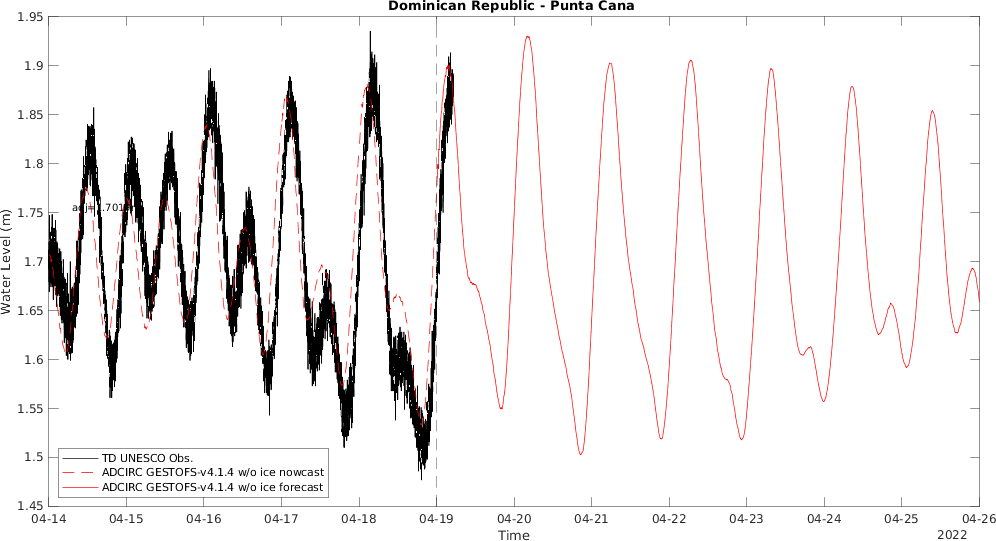 Dominican Republic - Punta Cana
Water Level (m)
1.95
1.9
1.85
1.8
1.75
1.7
1.65
1.6
1.55
1.5
1.45
TD UNESCO Obs.
ADCIRC GESTOFS-v4.1.4 w/o ice nowcast
ADCIRC GESTOFS-v4.1.4 w/o ice forecast
04-14 04-15 04-16 04-17 04-18 04-19 04-20 04-21 04-22 04-23 04-24 04-25 04-26
Time
2022